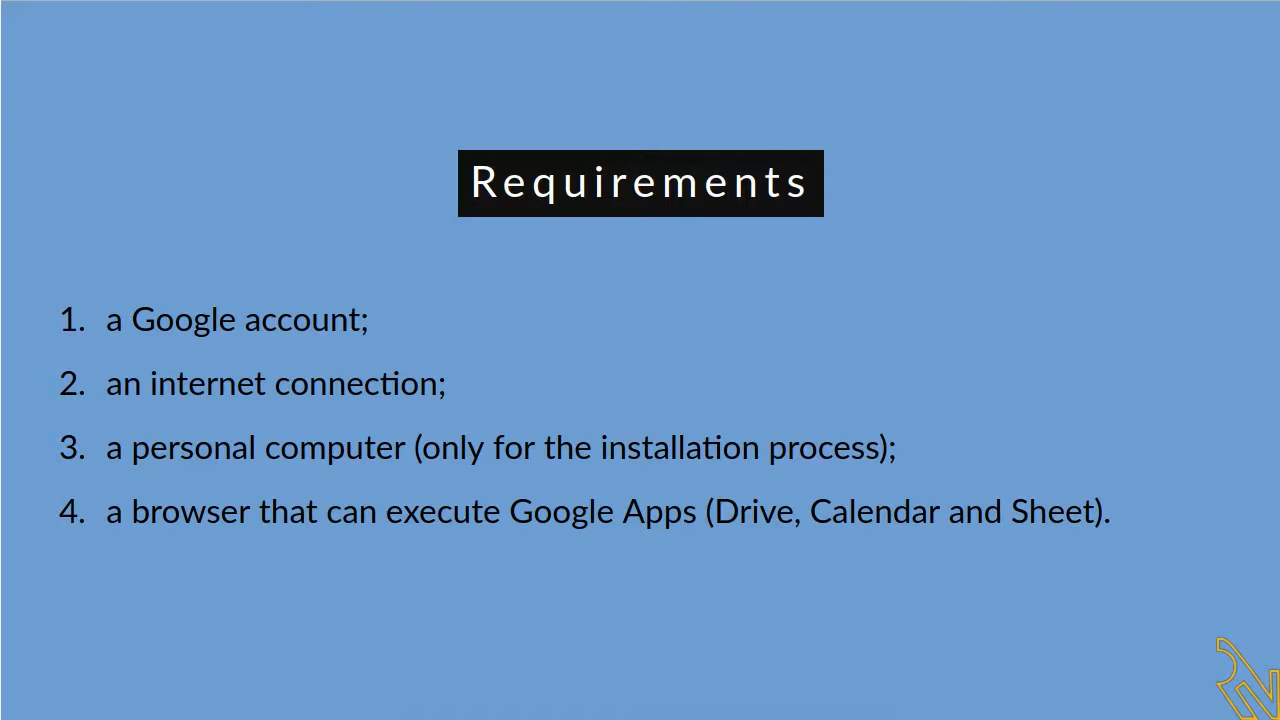 Requirements
1. a Google account;
2. an internet connection;
3. a personal computer (only for the installation process);
4. a browser that can execute Google Apps (Drive, Calendar and Sheet).